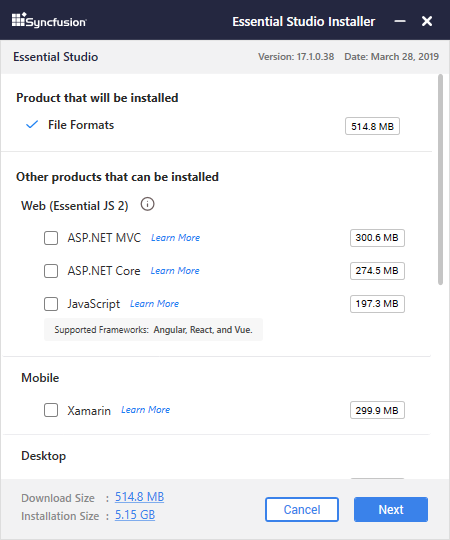 Syncfusion Essential Studio Installer
Essential Studio Version: 17.1.0.38 Date: March 28, 2019
Product that will be installed
File Formats 514.8 MB
Other products that can be installed
Web (Essential JS 2)
ASP.NET MVC Learn More 300.6 MB
ASP.NET Core Learn More 274.5 MB
JavaScript Learn More 197.3 MB
Supported Frameworks: Angular, React, and Vue.
Mobile
Xamarin Learn More 299.9 MB
Desktop
Download Size : 514.8 MB
Installation Size : 5.15 GB
Cancel Next